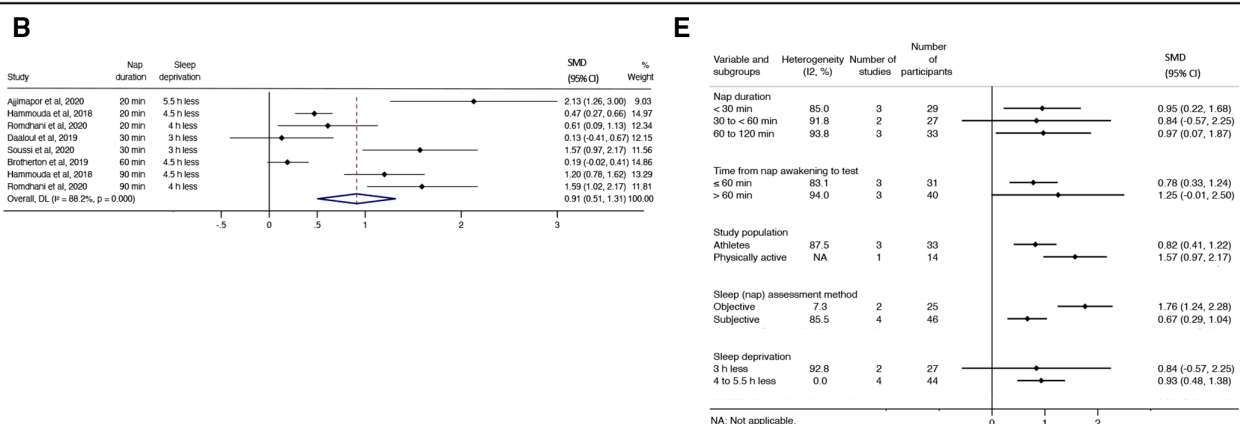 B
Study Nap duration Sleep deprivation SMD (95% CI) % Weight
Ajjimapor et al, 2020 20 min 5.5 h less 2.13 (1.26, 3.00) 9.03
Hammouda et al, 2018 20 min 4.5 h less 0.47 (0.27, 0.66) 14.97
Romdhani et al, 2020 20 min 4 h less 0.61 (0.09, 1.13) 12.34
Daaloul et al, 2019 30 min 3 h less 0.13 (-0.41, 0.67) 12.15
Soussi et al, 2020 30 min 3 h less 1.57 (0.97, 2.17) 11.56
Brotherton et al, 2019 60 min 4.5 h less 0.19 (-0.02, 0.41) 14.86
Hammouda et al, 2018 90 min 4.5 h less 1.20 (0.78, 1.62) 13.29
Romdhani et al, 2020 90 min 4 h less 1.59 (1.02, 2.17) 11.81
Overall, DL (I² = 88.2%, p = 0.000) 0.91 (0.51, 1.31) 100.00
-.5 0 .5 1 2 3
E
Variable and subgroups Heterogeneity (I2, %) Number of studies Number of participants SMD (95% CI)
Nap duration
< 30 min 85.0 3 29 0.95 (0.22, 1.68)
30 to < 60 min 91.8 2 27 0.84 (-0.57, 2.25)
60 to 120 min 93.8 3 33 0.97 (0.07, 1.87)
Time from nap awakening to test
≤ 60 min 83.1 3 31 0.78 (0.33, 1.24)
> 60 min 94.0 3 40 1.25 (-0.01, 2.50)
Study population
Athletes 87.5 3 33 0.82 (0.41, 1.22)
Physically active NA 1 14 1.57 (0.97, 2.17)
Sleep (nap) assessment method
Objective 7.3 2 25 1.76 (1.24, 2.28)
Subjective 85.5 4 46 0.67 (0.29, 1.04)
Sleep deprivation
3 h less 92.8 2 27 0.84 (-0.57, 2.25)
4 to 5.5 h less 0.0 4 44 0.93 (0.48, 1.38)
NA: Not applicable. 0 1 2